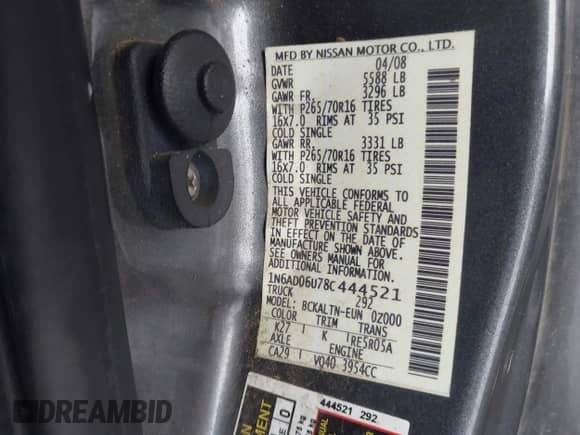 MFD BY NISSAN MOTOR CO., LTD.
DATE 04/08
GVWR 5588 LB
GAWR FR. 3296 LB
WITH P265/70R16 TIRES
16x7.0 RIMS AT 35 PSI
COLD SINGLE
GAWR RR. 3331 LB
WITH P265/70R16 TIRES
16x7.0 RIMS AT 35 PSI
COLD SINGLE
THIS VEHICLE CONFORMS TO
ALL APPLICABLE FEDERAL
MOTOR VEHICLE SAFETY AND
THEFT PREVENTION STANDARDS
IN EFFECT ON THE DATE OF
MANUFACTURE SHOWN ABOVE.
SEE OWNERS MANUAL FOR
ADDITIONAL INFORMATION.
1N6AD06U78C444521
TRUCK 292
MODEL: BCKALTN-EUN 0Z000
COLOR TRIM TRANS
K27 K RE5R05A
AXLE ENGINE
CA29 VQ40 3954CC
444521 292
DREAMBID